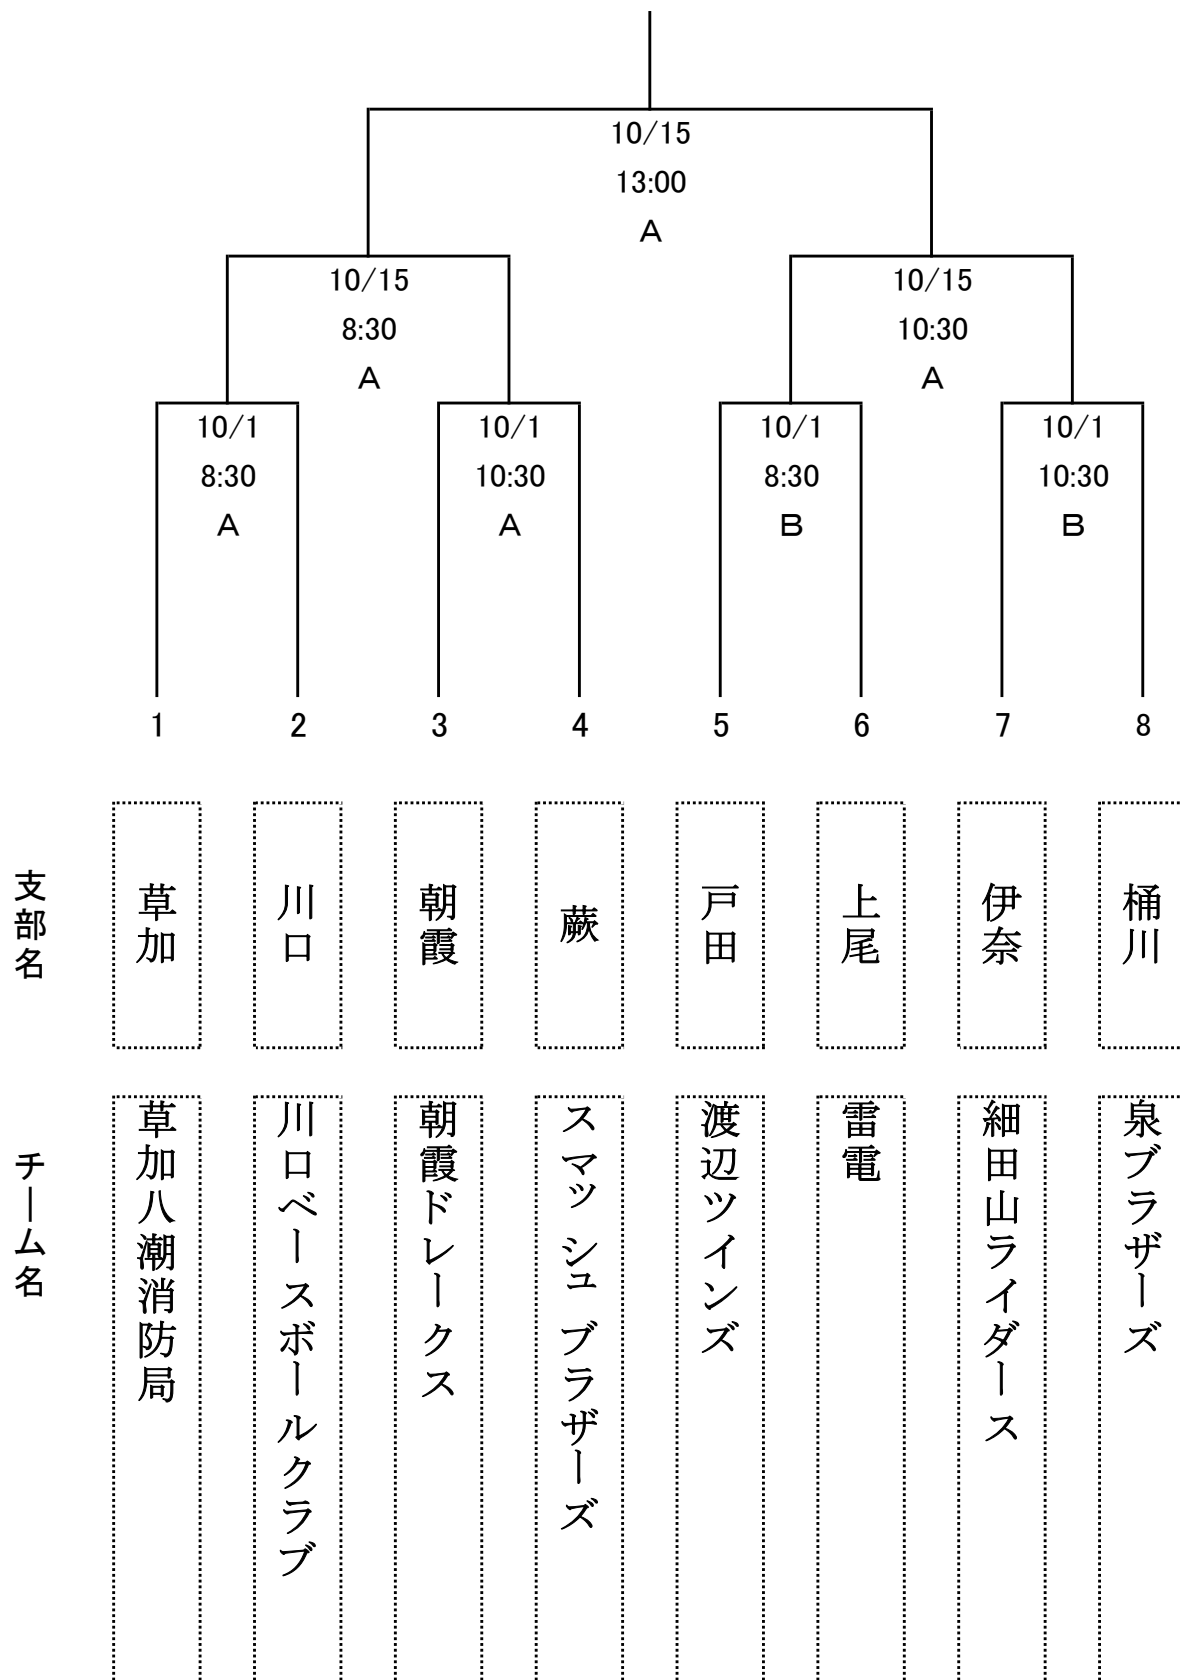 10/15
13:00
A
10/15
8:30
A
10/15
10:30
A
10/1
8:30
A
10/1
10:30
A
10/1
8:30
B
10/1
10:30
B
1 2 3 4 5 6 7 8
支部名
草加
川口
朝霞
蕨
戸田
上尾
伊奈
桶川
チーム名
草加八潮消防局
川口ベースボールクラブ
朝霞ドレークス
スマッシュブラザーズ
渡辺ツインズ
雷電
細田山ライダース
泉ブラザーズ